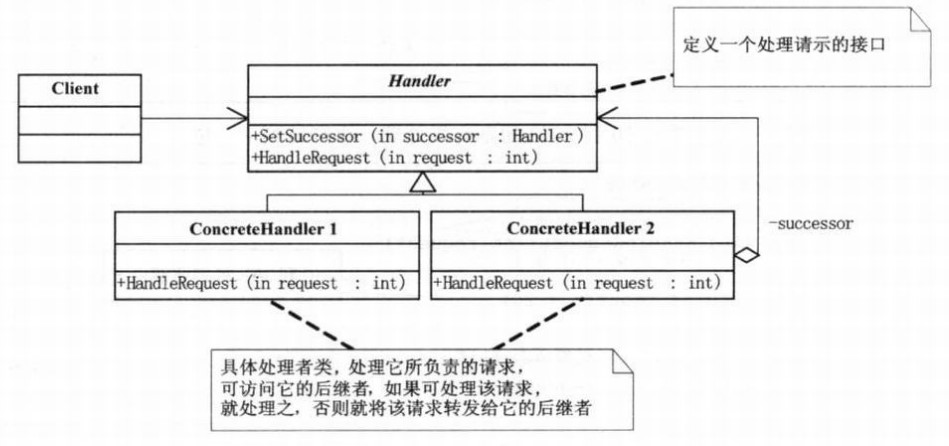 定义一个处理请示的接口
Client
Handler
+SetSuccessor (in successor : Handler )
+HandleRequest (in request : int)
ConcreteHandler 1
+HandleRequest (in request : int)
ConcreteHandler 2
+HandleRequest (in request : int)
-successor
具体处理者类，处理它所负责的请求，
可访问它的后继者，如果可处理该请求，
就处理之，否则就将该请求转发给它的后继者